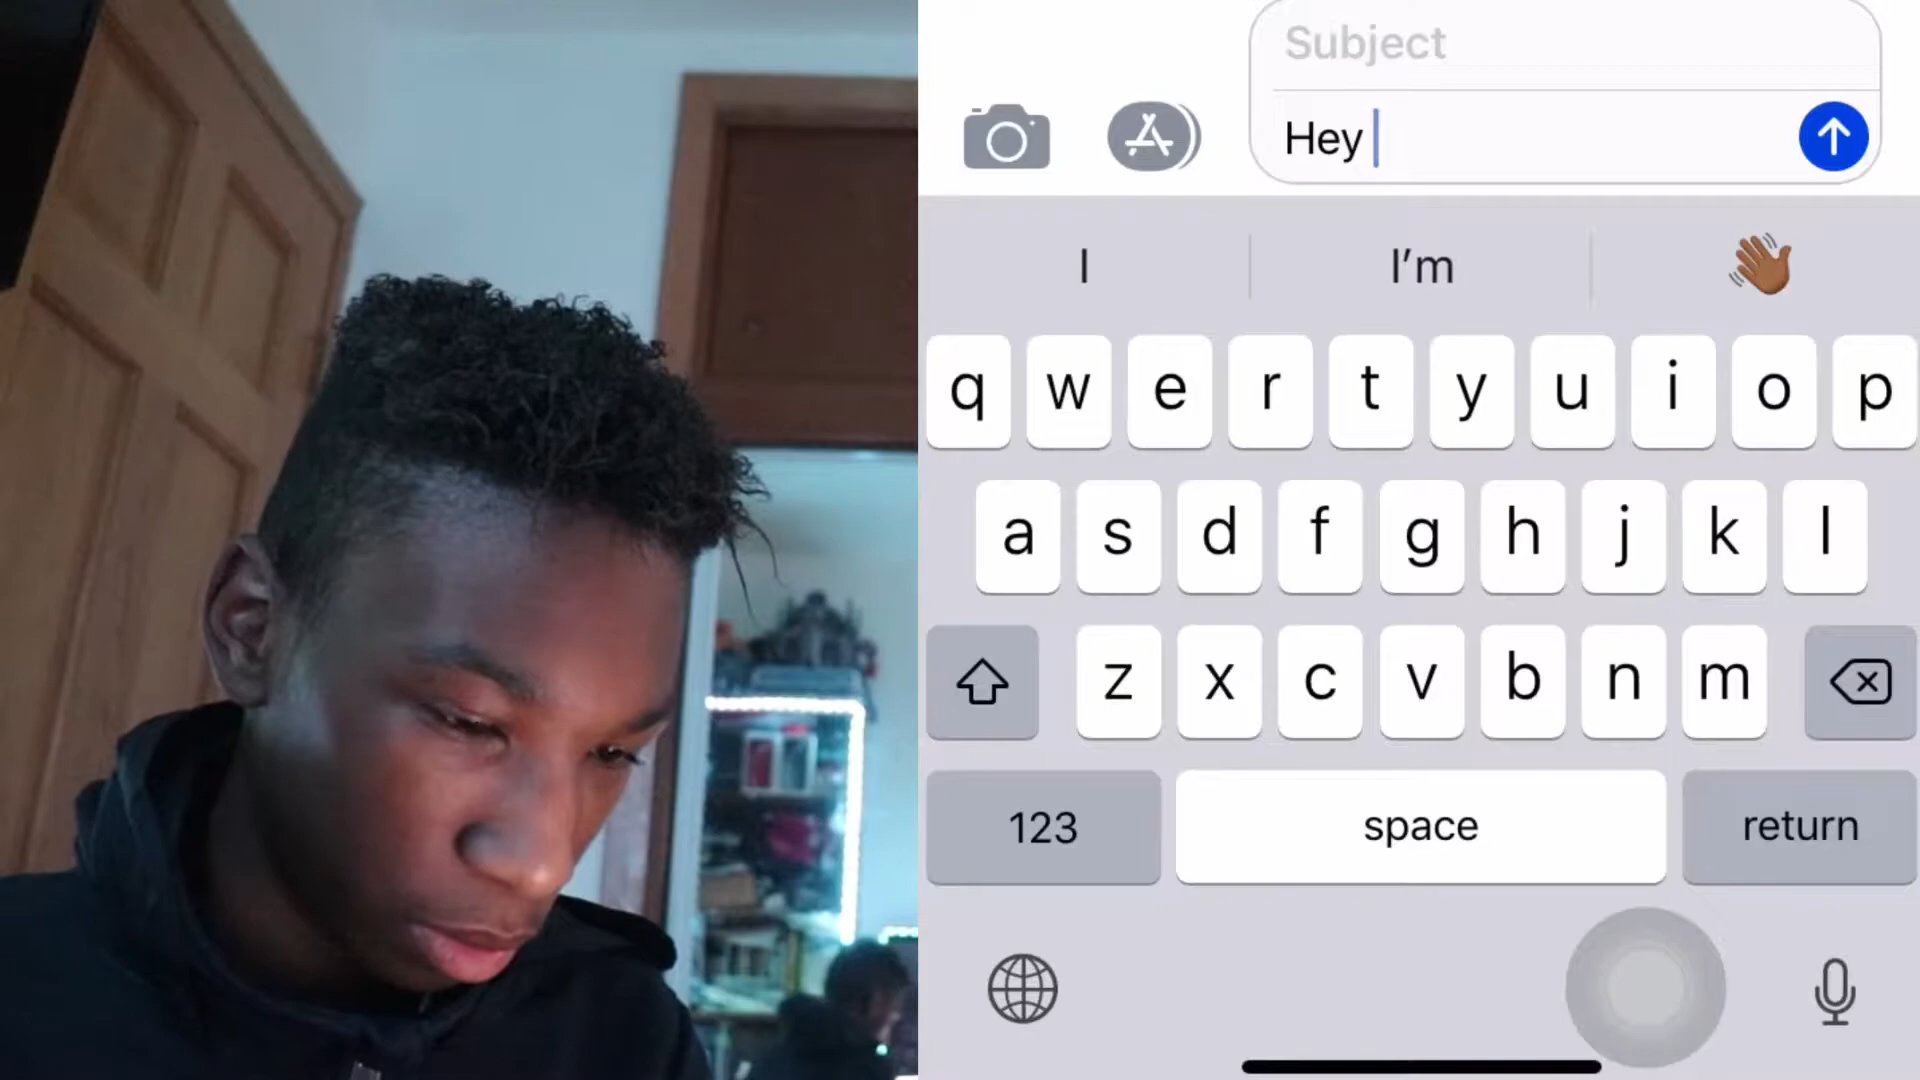 Subject
Hey
I I’m 👋🏾
q w e r t y u i o p
a s d f g h j k l
z x c v b n m
123 space return